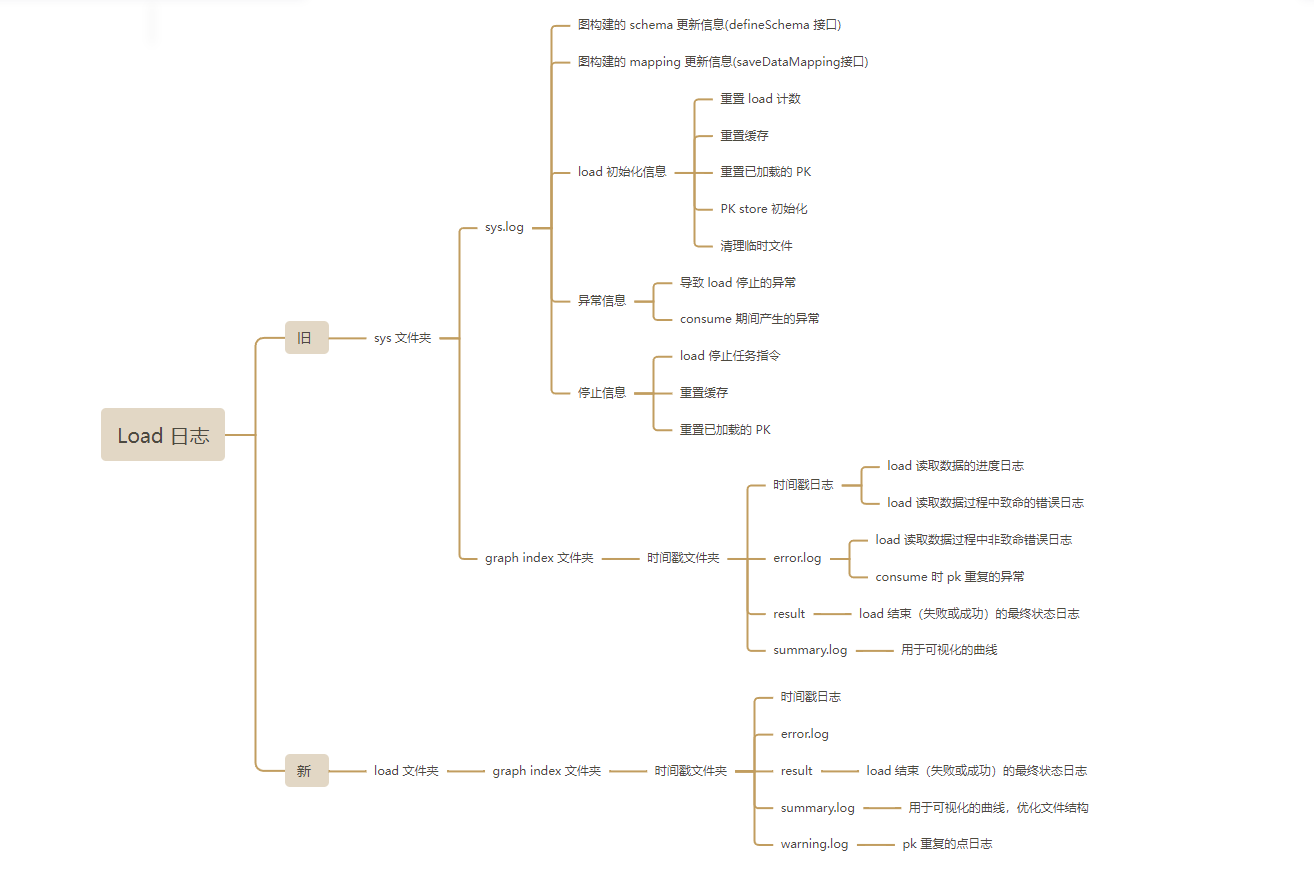 Load 日志
旧
sys 文件夹
sys.log
图构建的 schema 更新信息(defineSchema 接口)
图构建的 mapping 更新信息(saveDataMapping接口)
load 初始化信息
重置 load 计数
重置缓存
重置已加载的 PK
PK store 初始化
清理临时文件
异常信息
导致 load 停止的异常
consume 期间产生的异常
停止信息
load 停止任务指令
重置缓存
重置已加载的 PK
graph index 文件夹
时间戳文件夹
时间戳日志
load 读取数据的进度日志
load 读取数据过程中致命的错误日志
error.log
load 读取数据过程中非致命错误日志
consume 时 pk 重复的异常
result
load 结束（失败或成功）的最终状态日志
summary.log
用于可视化的曲线
新
load 文件夹
graph index 文件夹
时间戳文件夹
时间戳日志
error.log
result
load 结束（失败或成功）的最终状态日志
summary.log
用于可视化的曲线，优化文件结构
warning.log
pk 重复的点日志